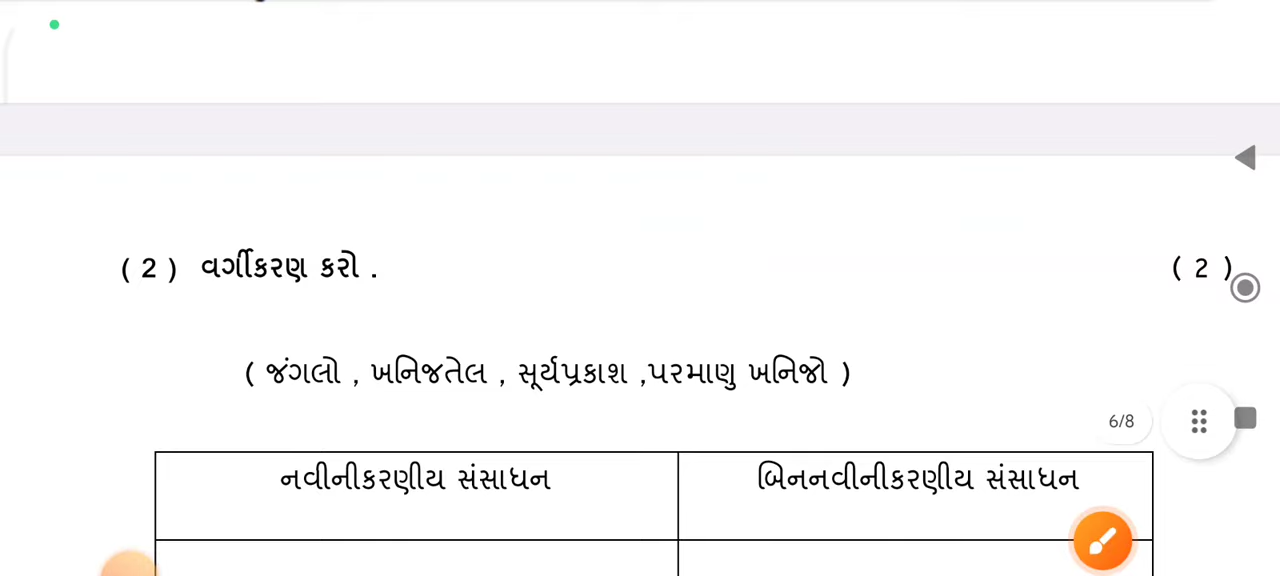 ( 2 ) વર્ગીકરણ કરો . ( 2 )
( જંગલો , ખનિજતેલ , સૂર્યપ્રકાશ ,પરમાણુ ખનિજો )
6/8
નવીનીકરણીય સંસાધન બિનનવીનીકરણીય સંસાધન